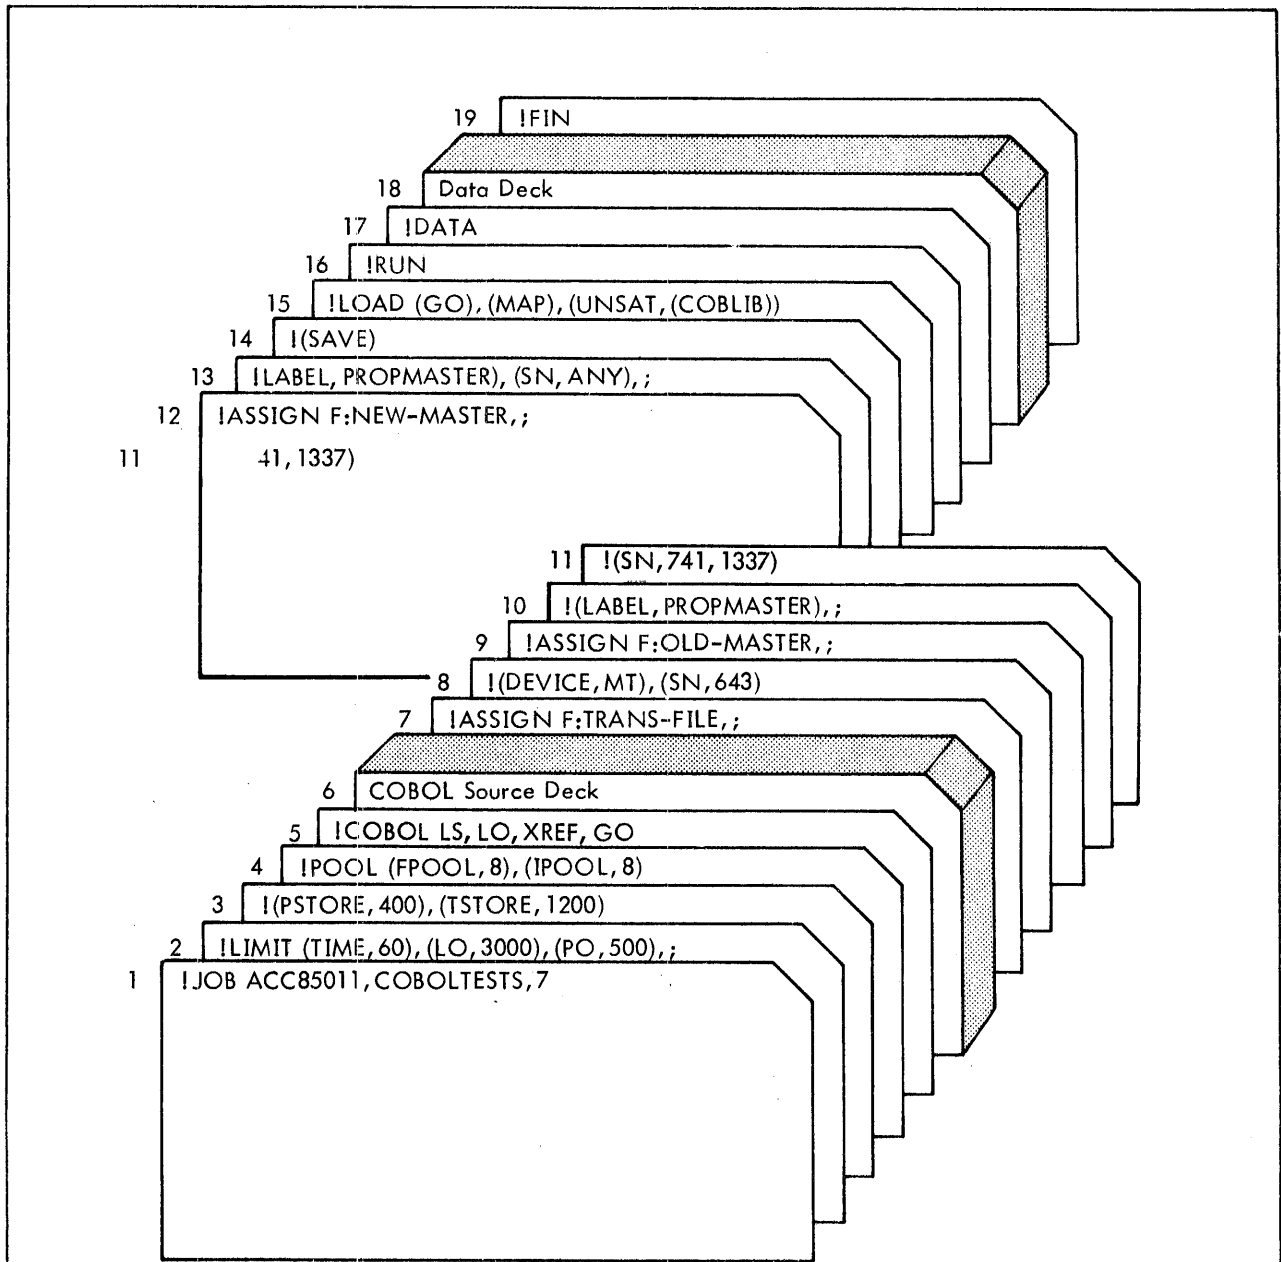 19 !FIN
18 Data Deck
17 !DATA
16 !RUN
15 !LOAD (GO), (MAP), (UNSAT, (COBLIB))
14 !(SAVE)
13 !LABEL, PROPMASTER), (SN, ANY), ;
12 !ASSIGN F:NEW-MASTER, ;
11 41, 1337)
11 !(SN, 741, 1337)
10 !(LABEL, PROPMASTER), ;
9 !ASSIGN F:OLD-MASTER, ;
8 !(DEVICE, MT), (SN, 643)
7 !ASSIGN F:TRANS-FILE, ;
6 COBOL Source Deck
5 !COBOL LS, LO, XREF, GO
4 !POOL (FPOOL, 8), (IPOOL, 8)
3 !(PSTORE, 400), (TSTORE, 1200)
2 !LIMIT (TIME, 60), (LO, 3000), (PO, 500), ;
1 !JOB ACC85011, COBOLTESTS, 7